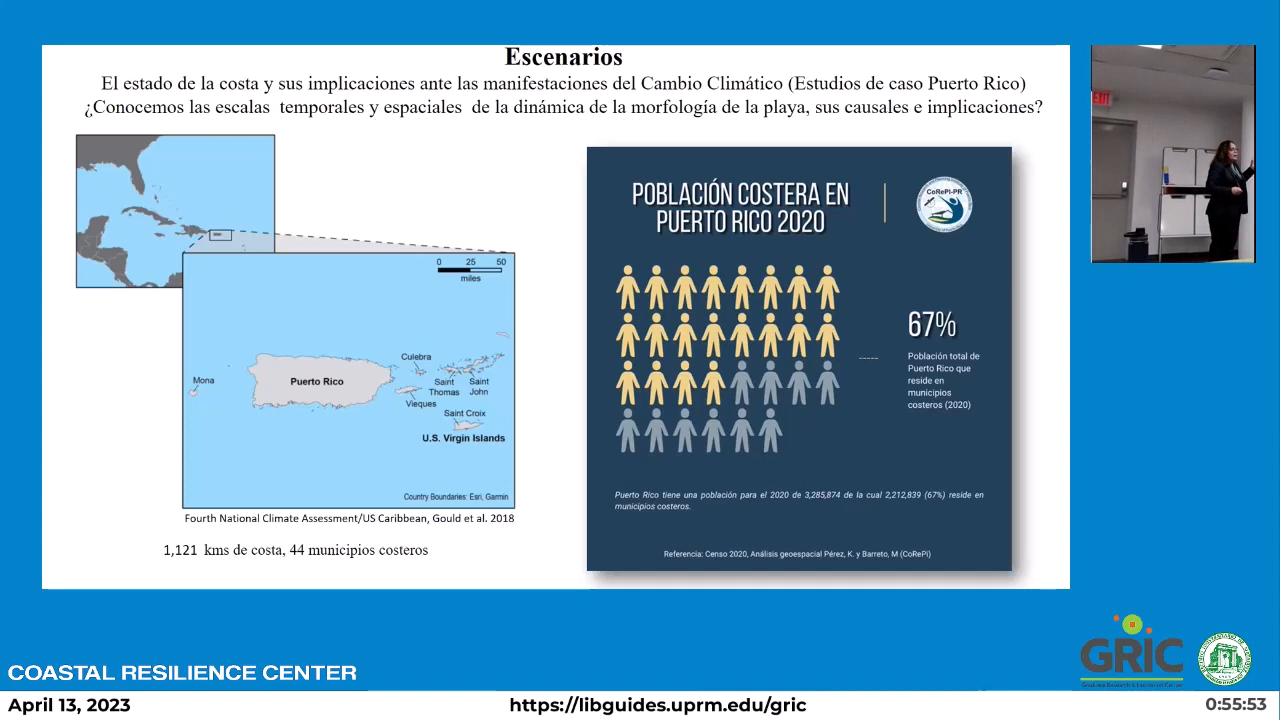 Escenarios
El estado de la costa y sus implicaciones ante las manifestaciones del Cambio Climático (Estudios de caso Puerto Rico)
¿Conocemos las escalas temporales y espaciales de la dinámica de la morfología de la playa, sus causales e implicaciones?
EXIT
0 25 50
miles
Culebra
Mona
Puerto Rico
Saint Thomas
Saint John
Vieques
Saint Croix
U.S. Virgin Islands
Country Boundaries: Esri, Garmin
Fourth National Climate Assessment/US Caribbean, Gould et al. 2018
1,121 kms de costa, 44 municipios costeros
POBLACIÓN COSTERA EN
PUERTO RICO 2020
CoRePI-PR
67%
Población total de
Puerto Rico que
reside en
municipios
costeros (2020)
Puerto Rico tiene una población para el 2020 de 3,285,874 de la cual 2,212,839 (67%) reside en
municipios costeros.
Referencia: Censo 2020, Análisis geoespacial Pérez, K. y Barreto, M (CoRePi)
GRIC
Graduate Research & Innovation Center
COASTAL RESILIENCE CENTER
April 13, 2023
https://libguides.uprm.edu/gric
0:55:53